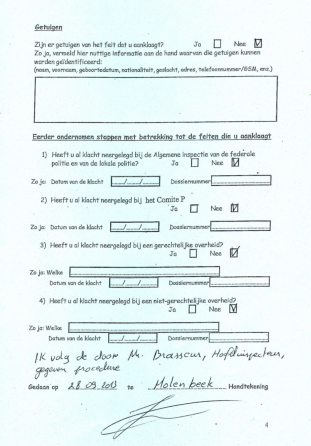 Getuigen
Zijn er getuigen van het feit dat u aanklaagt? Ja ☐ Nee ☑
Zo ja, vermeld hier nuttige informatie aan de hand waarvan die getuigen kunnen
worden geïdentificeerd:
(naam, voornaam, geboortedatum, nationaliteit, geslacht, adres, telefoonnummer/GSM, enz.)
Eerder ondernomen stappen met betrekking tot de feiten die u aanklaagt
1) Heeft u al klacht neergelegd bij de Algemene inspectie van de federale
politie en van de lokale politie? Ja ☐ Nee ☑
Zo ja: Datum van de klacht .../.../... Dossiernummer
2) Heeft u al klacht neergelegd bij het Comite P?
Ja ☐ Nee ☑
Zo ja: Datum van de klacht .../.../... Dossiernummer
3) Heeft u al klacht neergelegd bij een gerechtelijke overheid?
Ja ☐ Nee ☑
Zo ja: Welke
Datum van de klacht .../.../... Dossiernummer
4) Heeft u al klacht neergelegd bij een niet-gerechtelijke overheid?
Ja ☐ Nee ☑
Zo ja: Welke
Datum van de klacht .../.../... Dossiernummer
IK volg de door Mr. Brasseur, Hoofdinspecteur,
gegeven procedure
Gedaan op 28.09.2013 te Molenbeek Handtekening
4